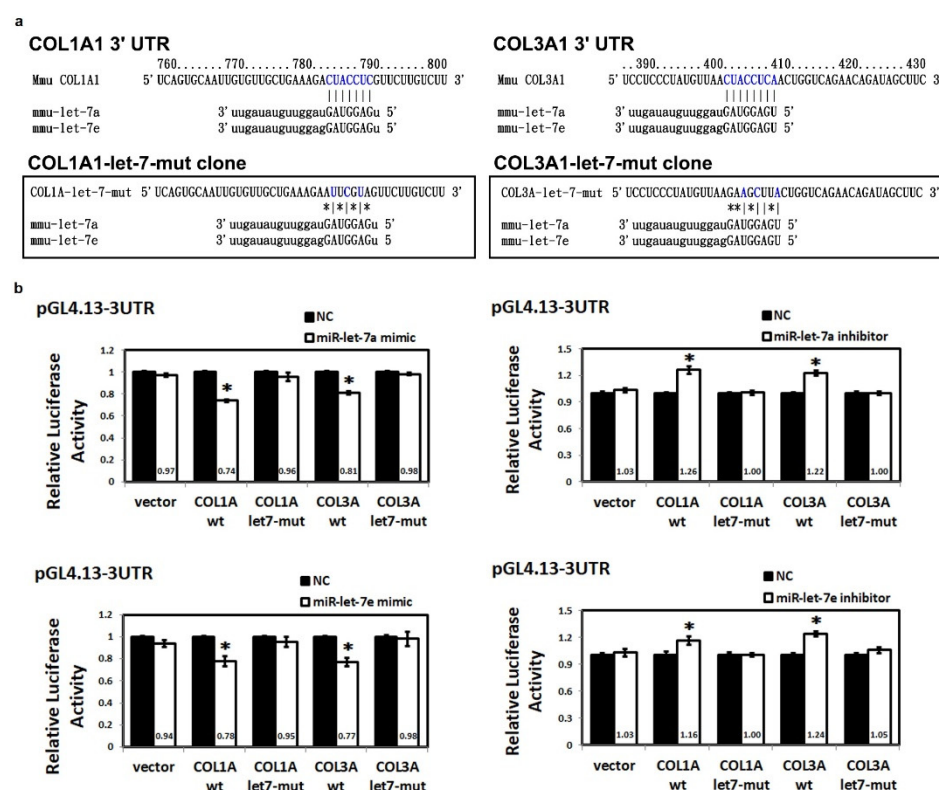 a
COL1A1 3' UTR
760.......770.......780.......790.......800
Mmu COL1A1 5' UCAGUGCAAUUGUGUUGCUGAAAGACUACCUCGUUCUUGUCUU 3'
|||||||
mmu-let-7a 3' uugauauguuggauGAUGGAGu 5'
mmu-let-7e 3' uugauauguuggagGAUGGAGu 5'
COL1A1-let-7-mut clone
COL1A-let-7-mut 5' UCAGUGCAAUUGUGUUGCUGAAAGAAUUCGUAGUUCUUGUCUU 3'
*|*|*|*
mmu-let-7a 3' uugauauguuggauGAUGGAGu 5'
mmu-let-7e 3' uugauauguuggagGAUGGAGu 5
COL3A1 3' UTR
..390.......400.......410.......420.......430
Mmu COL3A1 5' UCCUCCCUAUGUUAACUACCUCAACUGGUCAGAACAGAUAGCUUC 3'
||||||||
mmu-let-7a 3' uugauauguuggauGAUGGAGU 5'
mmu-let-7e 3' uugauauguuggagGAUGGAGU 5'
COL3A1-let-7-mut clone
COL3A-let-7-mut 5' UCCUCCCUAUGUUAAGAAGCUUACUGGUCAGAACAGAUAGCUUC 3'
**|*||*|
mmu-let-7a 3' uugauauguuggauGAUGGAGU 5'
mmu-let-7e 3' uugauauguuggagGAUGGAGU 5'
b
pGL4.13-3UTR
NC
miR-let-7a mimic
Relative Luciferase
Activity
1.2
1
0.8
0.6
0.4
0.2
0
* *
0.97 0.74 0.96 0.81 0.98
vector COL1A COL1A COL3A COL3A
wt let7-mut wt let7-mut
pGL4.13-3UTR
NC
miR-let-7a inhibitor
Relative Luciferase
Activity
1.5
1.2
0.9
0.6
0.3
0
* *
1.03 1.26 1.00 1.22 1.00
vector COL1A COL1A COL3A COL3A
wt let7-mut wt let7-mut
pGL4.13-3UTR
NC
miR-let-7e mimic
Relative Luciferase
Activity
1.2
1
0.8
0.6
0.4
0.2
0
* *
0.94 0.78 0.95 0.77 0.98
vector COL1A COL1A COL3A COL3A
wt let7-mut wt let7-mut
pGL4.13-3UTR
NC
miR-let-7e inhibitor
Relative Luciferase
Activity
1.5
1.2
0.9
0.6
0.3
0
* *
1.03 1.16 1.00 1.24 1.05
vector COL1A COL1A COL3A COL3A
wt let7-mut wt let7-mut